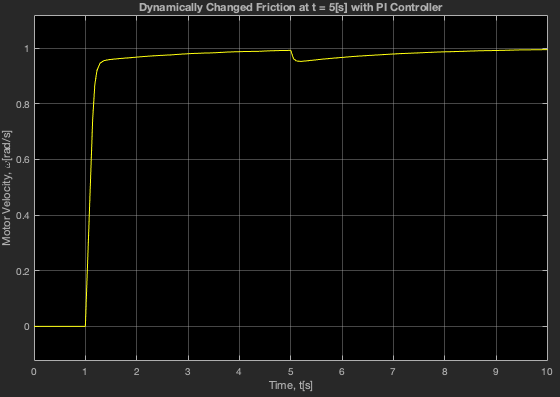 Dynamically Changed Friction at t = 5[s] with PI Controller
Motor Velocity, ω[rad/s]
1
0.8
0.6
0.4
0.2
0
0 1 2 3 4 5 6 7 8 9 10
Time, t[s]